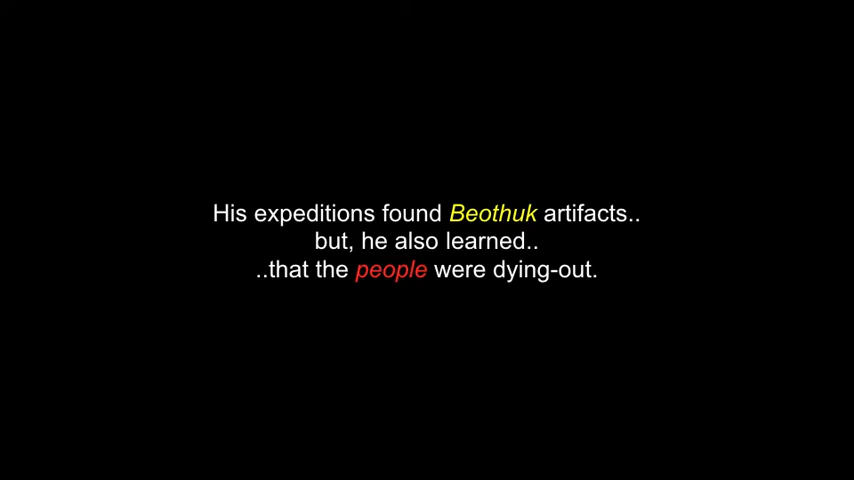 His expeditions found Beothuk artifacts..
but, he also learned..
..that the people were dying-out.